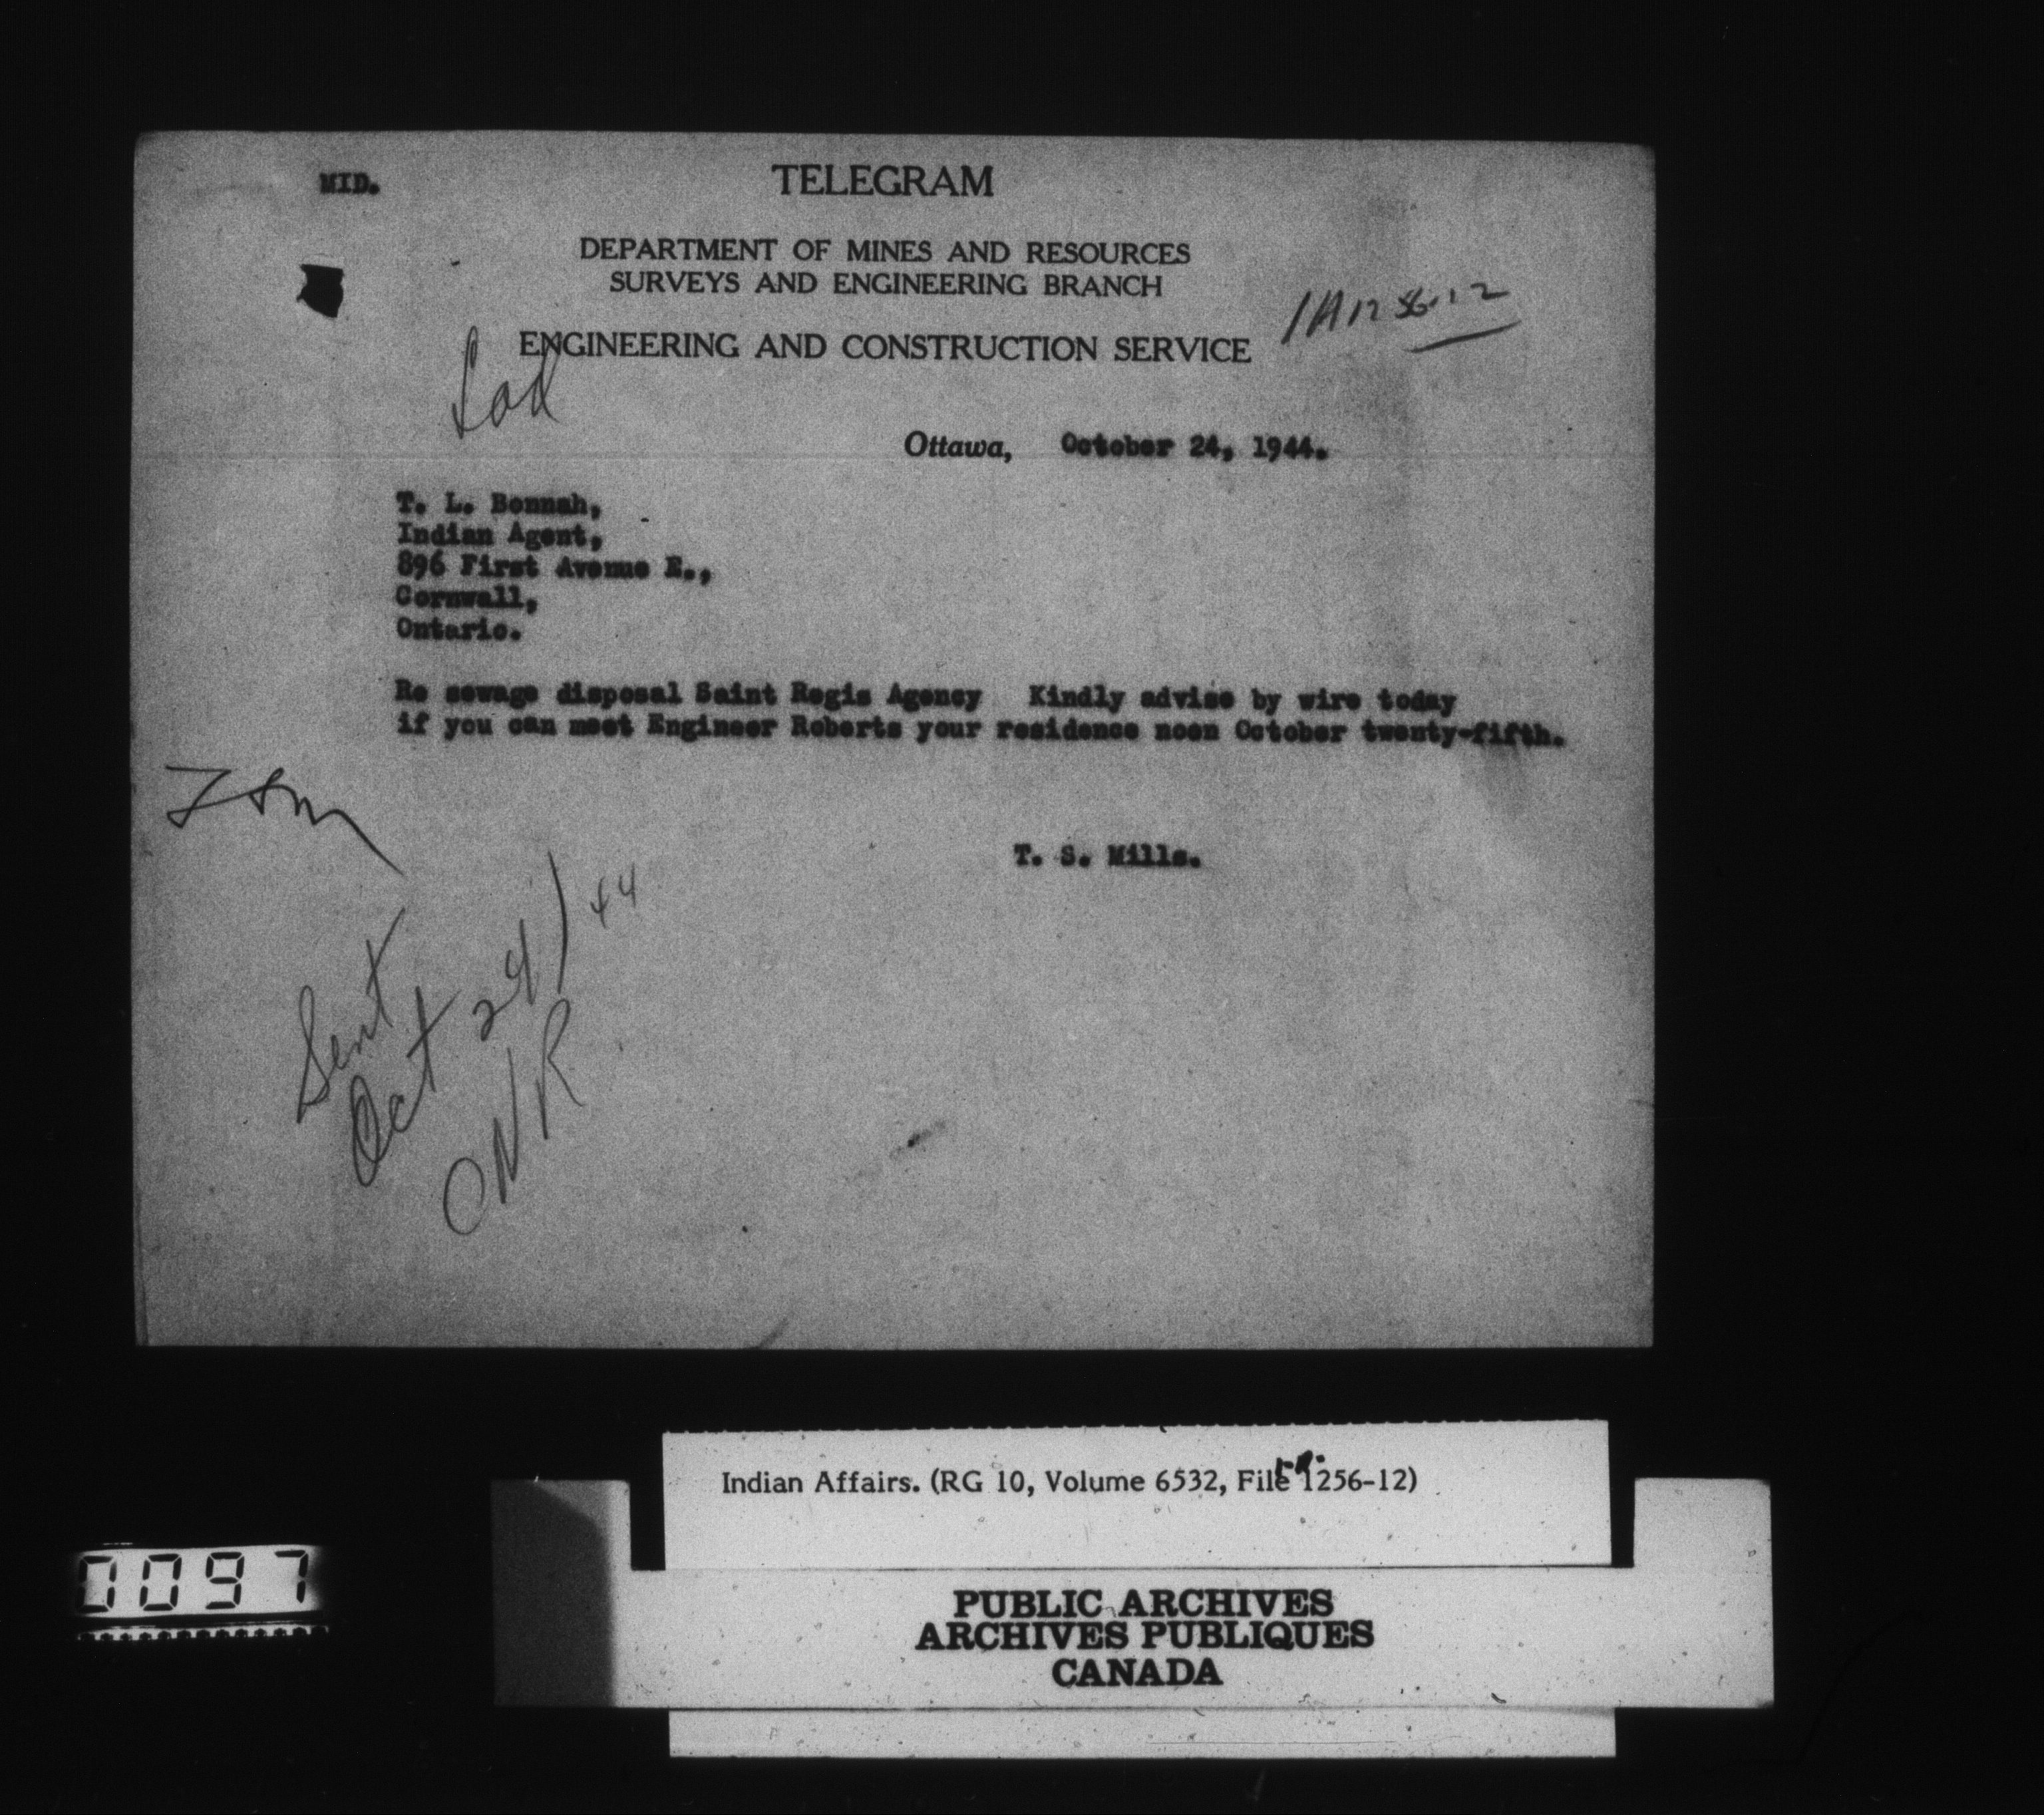 MID.
TELEGRAM
DEPARTMENT OF MINES AND RESOURCES
SURVEYS AND ENGINEERING BRANCH
IA 1256-12
ENGINEERING AND CONSTRUCTION SERVICE
Ottawa, October 24, 1944.
T. L. Bonnah,
Indian Agent,
896 First Avenue E.,
Cornwall,
Ontario.
Re sewage disposal Saint Regis Agency Kindly advise by wire today
if you can meet Engineer Roberts your residence noon October twenty-fifth.
T. S. Mills.
Sent
Oct 24/44
CNR
Indian Affairs. (RG 10, Volume 6532, File 1256-12)
PUBLIC ARCHIVES
ARCHIVES PUBLIQUES
CANADA
0097